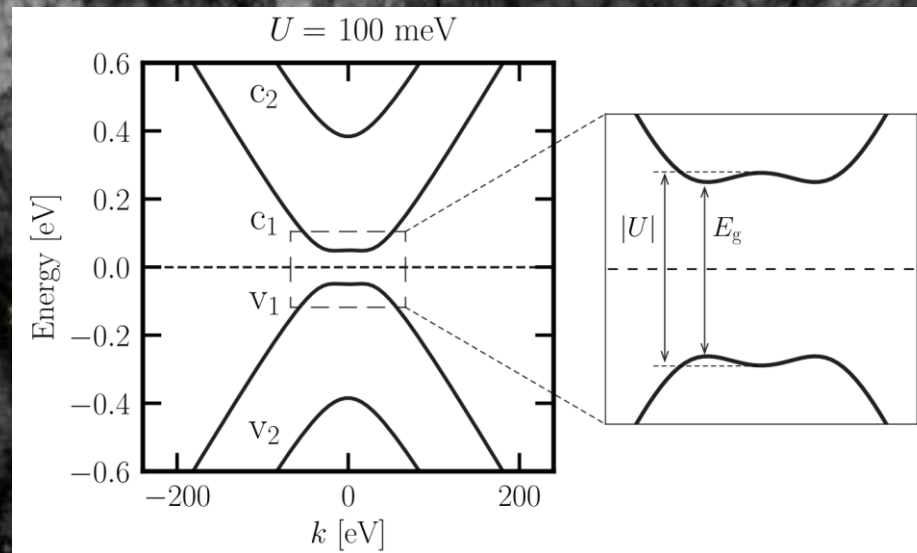 U = 100 meV
Energy [eV]
0.6
0.4
0.2
0.0
−0.2
−0.4
−0.6
c₂
c₁
v₁
v₂
−200
0
200
k [eV]
|U|
E_g